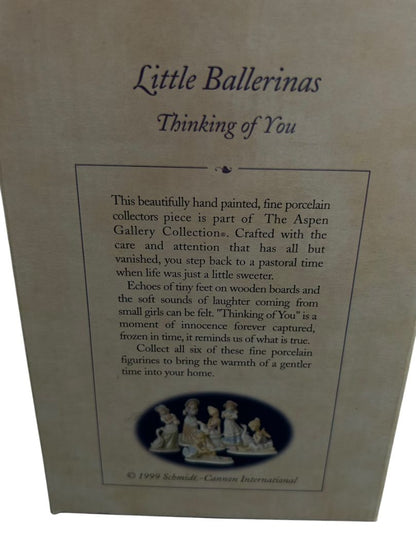 Little Ballerinas
Thinking of You
This beautifully hand painted, fine porcelain
collectors piece is part of The Aspen
Gallery Collection®. Crafted with the
care and attention that has all but
vanished, you step back to a pastoral time
when life was just a little sweeter.
Echoes of tiny feet on wooden boards and
the soft sounds of laughter coming from
small girls can be felt. "Thinking of You" is a
moment of innocence forever captured,
frozen in time, it reminds us of what is true.
Collect all six of these fine porcelain
figurines to bring the warmth of a gentler
time into your home.
© 1999 Schmidt.-Cannon International